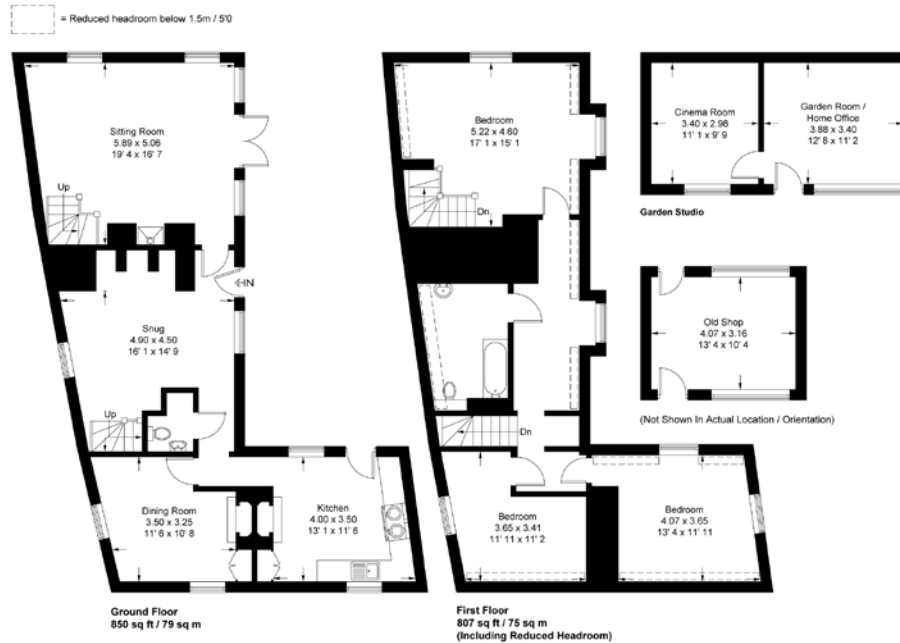 = Reduced headroom below 1.5m / 5'0
Sitting Room
5.89 x 5.06
19' 4 x 16' 7
Up
IN
Snug
4.90 x 4.50
16' 1 x 14' 9
Up
Dining Room
3.50 x 3.25
11' 6 x 10' 8
Kitchen
4.00 x 3.50
13' 1 x 11' 6
Ground Floor
850 sq ft / 79 sq m
Bedroom
5.22 x 4.60
17' 1 x 15' 1
Dn
Dn
Bedroom
3.65 x 3.41
11' 11 x 11' 2
Bedroom
4.07 x 3.65
13' 4 x 11' 11
First Floor
807 sq ft / 75 sq m
(Including Reduced Headroom)
Cinema Room
3.40 x 2.98
11' 1 x 9' 9
Garden Room /
Home Office
3.88 x 3.40
12' 8 x 11' 2
Garden Studio
Old Shop
4.07 x 3.16
13' 4 x 10' 4
(Not Shown In Actual Location / Orientation)